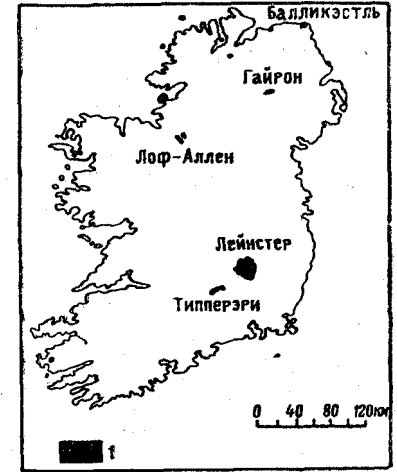 Балликэстль
Гайрон
Лоф-Аллен
Лейнстер
Типперэри
0 40 80 120км
1